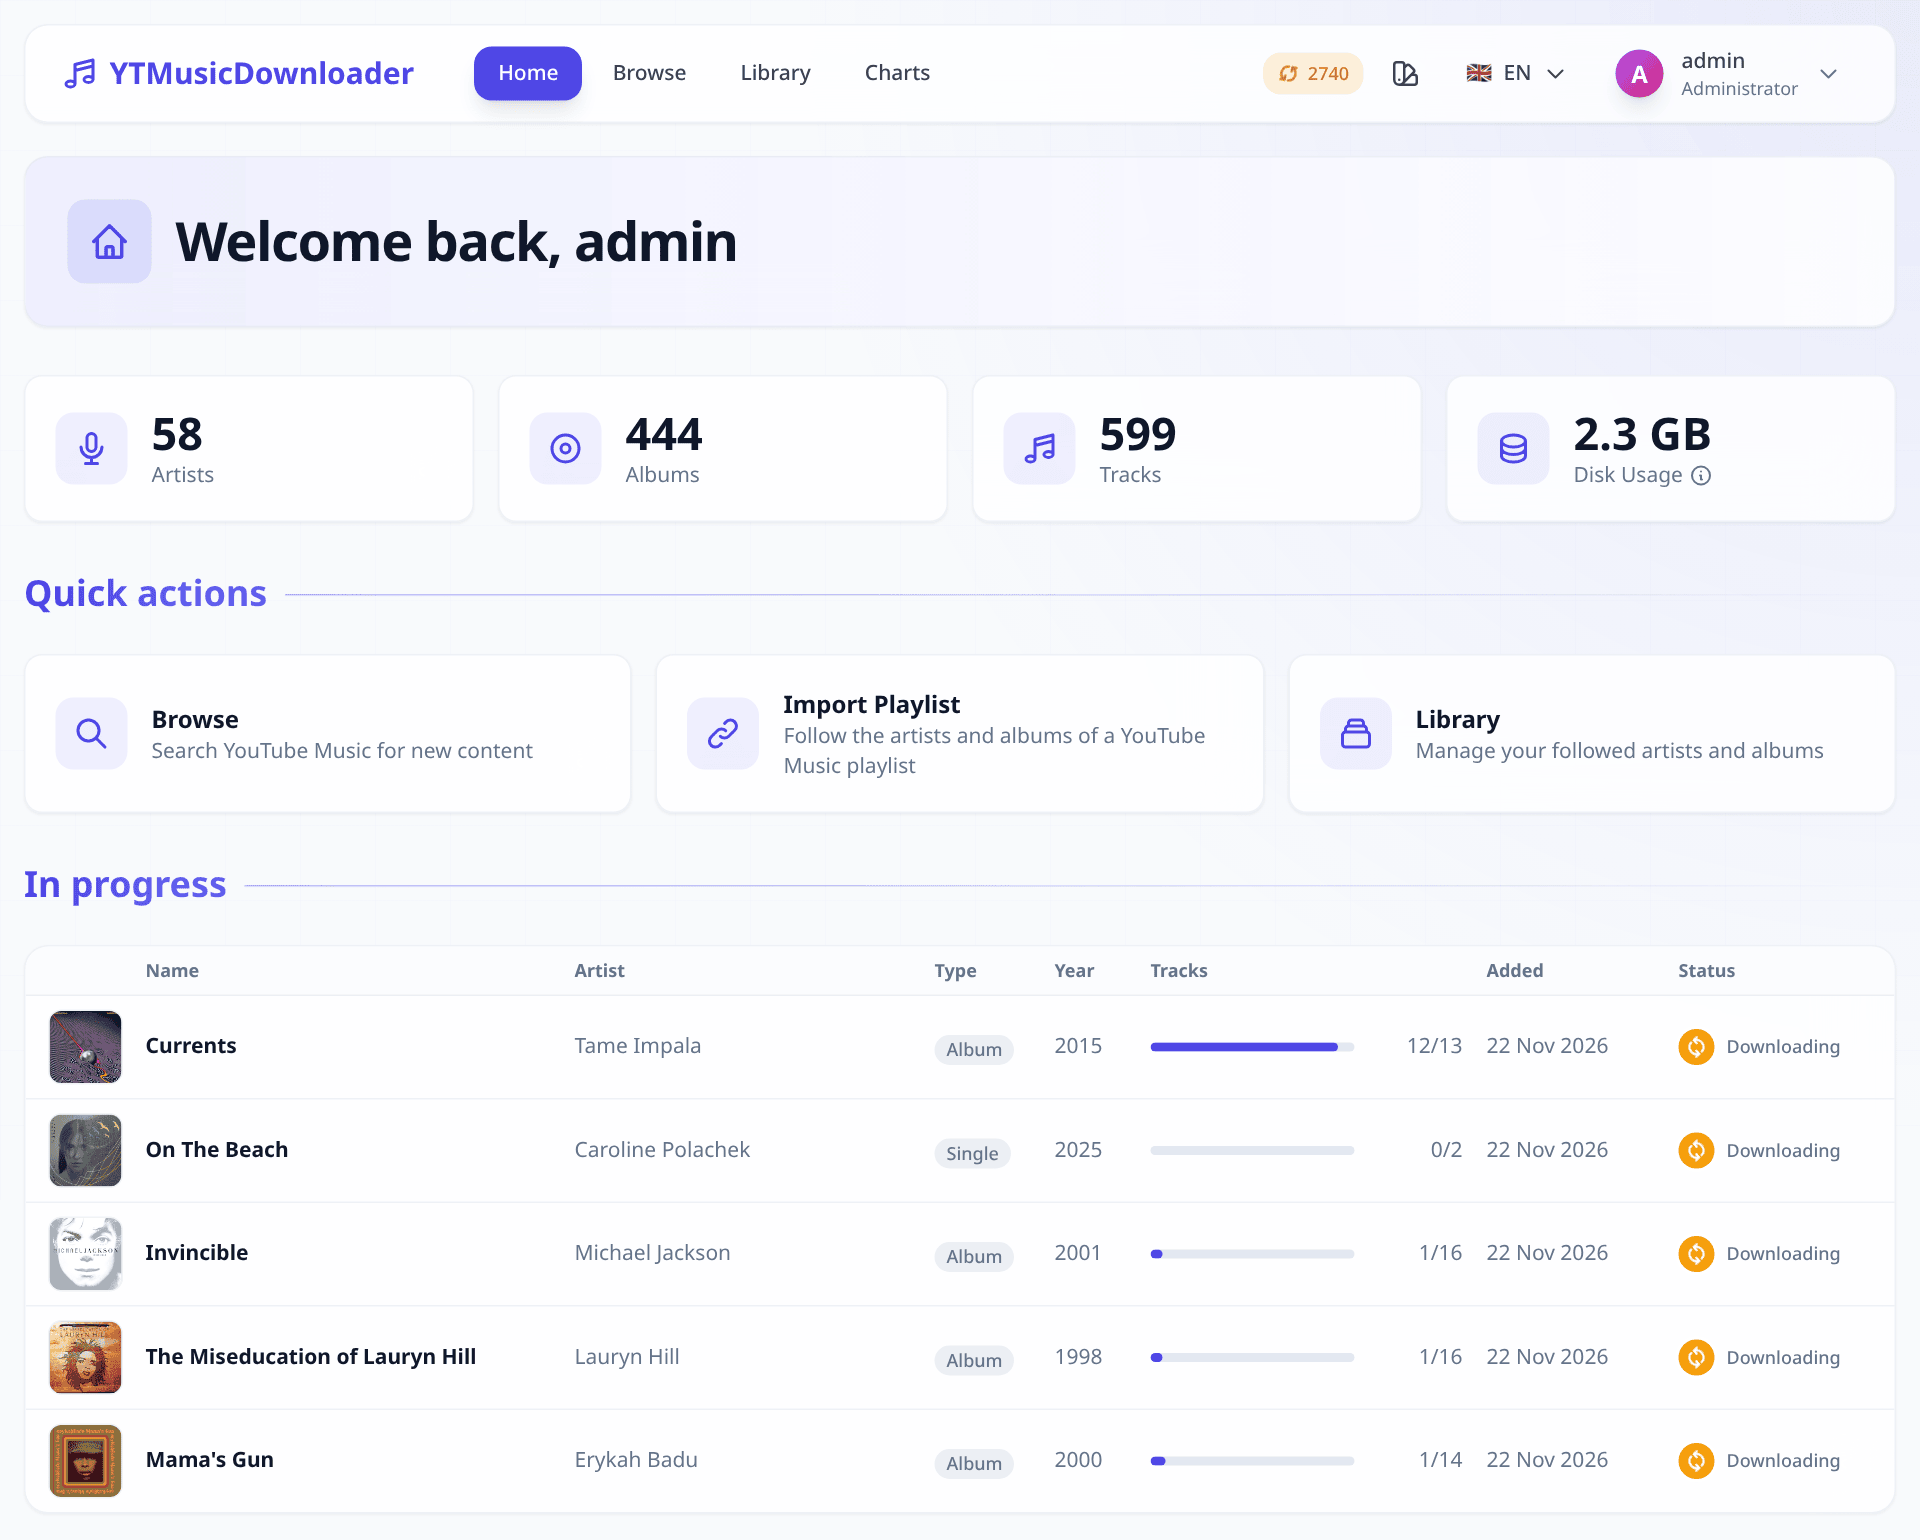 YTMusicDownloader
Home
Browse
Library
Charts
2740
EN
A
admin
Administrator
Welcome back, admin
58
Artists
444
Albums
599
Tracks
2.3 GB
Disk Usage
Quick actions
Browse
Search YouTube Music for new content
Import Playlist
Follow the artists and albums of a YouTube
Music playlist
Library
Manage your followed artists and albums
In progress
Name Artist Type Year Tracks Added Status
Currents Tame Impala Album 2015 12/13 22 Nov 2026 Downloading
On The Beach Caroline Polachek Single 2025 0/2 22 Nov 2026 Downloading
MICHAEL JACKSON
Invincible Michael Jackson Album 2001 1/16 22 Nov 2026 Downloading
LAUREN HILL
The Miseducation of Lauryn Hill Lauryn Hill Album 1998 1/16 22 Nov 2026 Downloading
Mama's Gun Erykah Badu Album 2000 1/14 22 Nov 2026 Downloading